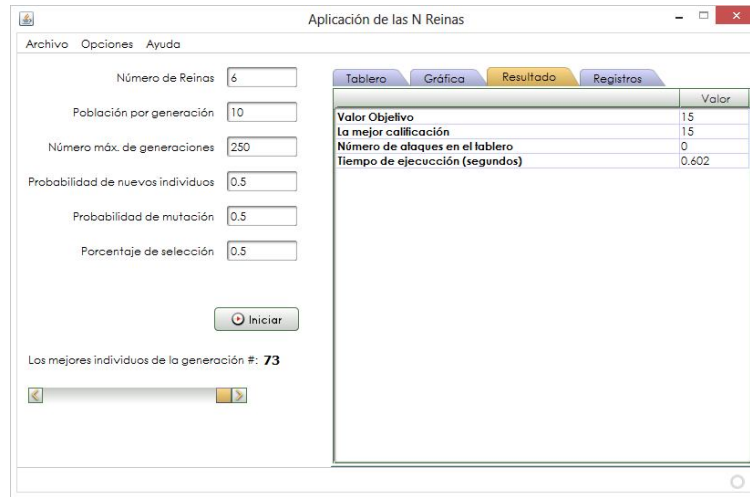 Aplicación de las N Reinas
Archivo Opciones Ayuda
Número de Reinas 6
Población por generación 10
Número máx. de generaciones 250
Probabilidad de nuevos individuos 0.5
Probabilidad de mutación 0.5
Porcentaje de selección 0.5
Iniciar
Los mejores individuos de la generación #: 73
Tablero Gráfica Resultado Registros
Valor
Valor Objetivo 15
La mejor calificación 15
Número de ataques en el tablero 0
Tiempo de ejecucción (segundos) 0.602